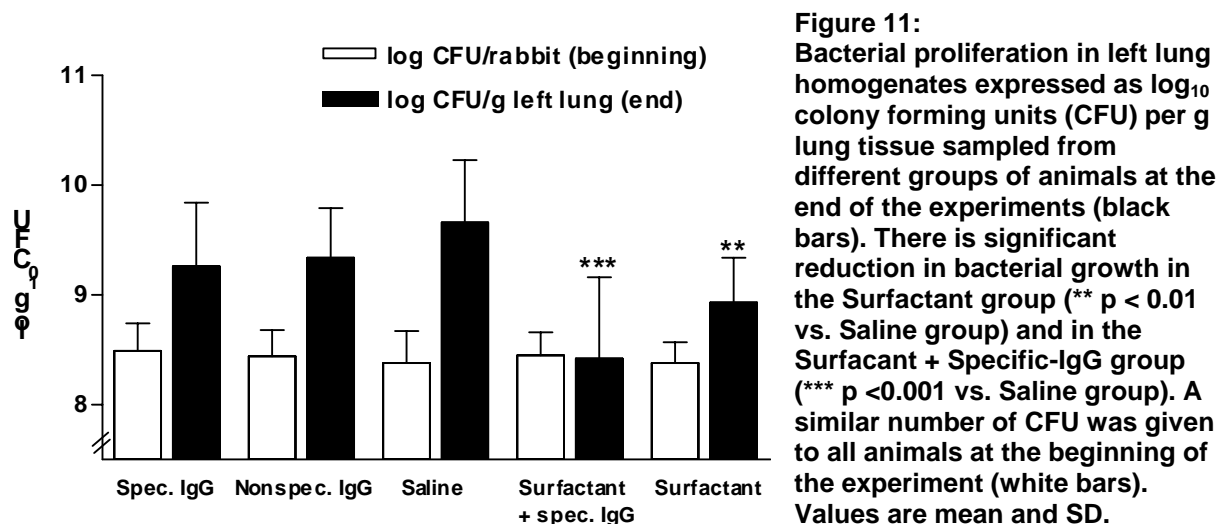 log CFU/rabbit (beginning)
log CFU/g left lung (end)
11
10
9
8
log10CFU
***
**
Spec. IgG
Nonspec. IgG
Saline
Surfactant
+ spec. IgG
Surfactant
Figure 11:
Bacterial proliferation in left lung
homogenates expressed as log10
colony forming units (CFU) per g
lung tissue sampled from
different groups of animals at the
end of the experiments (black
bars). There is significant
reduction in bacterial growth in
the Surfactant group (** p < 0.01
vs. Saline group) and in the
Surfacant + Specific-IgG group
(*** p <0.001 vs. Saline group). A
similar number of CFU was given
to all animals at the beginning of
the experiment (white bars).
Values are mean and SD.